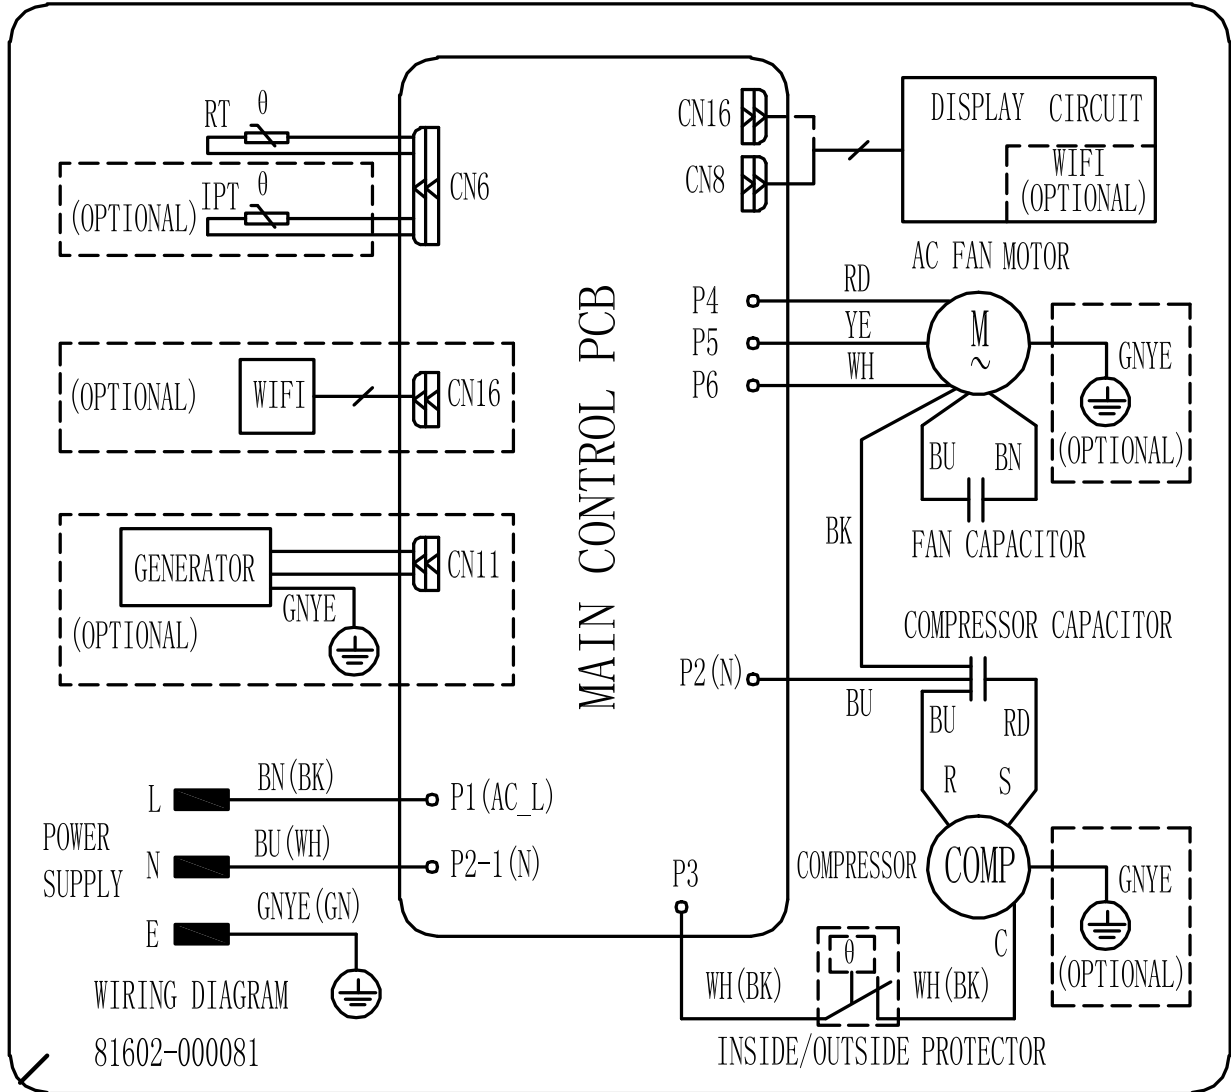 RT θ
CN6
(OPTIONAL)
IPT θ
(OPTIONAL)
WIFI
CN16
GENERATOR
CN11
GNYE
(OPTIONAL)
MAIN CONTROL PCB
CN16
CN8
DISPLAY CIRCUIT
WIFI
(OPTIONAL)
AC FAN MOTOR
P4
RD
P5
YE
P6
WH
M
~
GNYE
(OPTIONAL)
BU
BN
BK
FAN CAPACITOR
COMPRESSOR CAPACITOR
P2(N)
BU
BU
RD
R
S
COMPRESSOR
COMP
GNYE
(OPTIONAL)
C
P3
WH(BK)
θ
WH(BK)
INSIDE/OUTSIDE PROTECTOR
POWER
SUPPLY
L
BN(BK)
P1(AC_L)
N
BU(WH)
P2-1(N)
E
GNYE(GN)
WIRING DIAGRAM
81602-000081